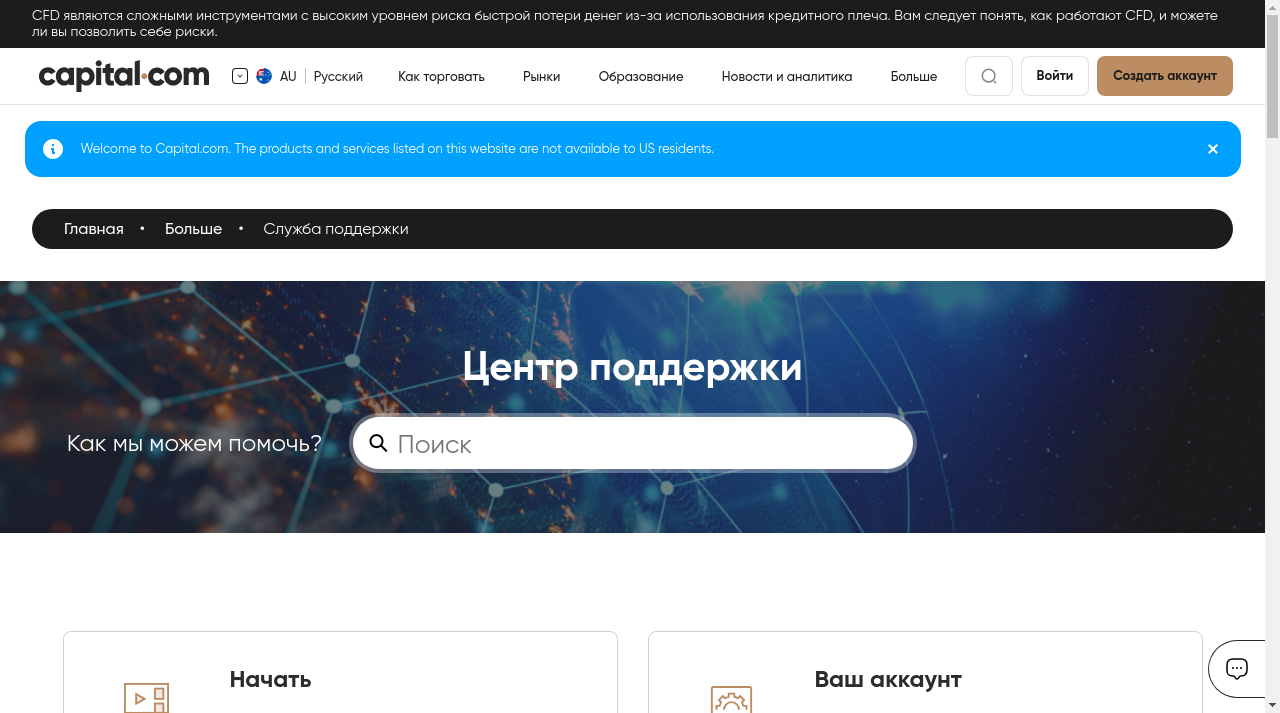 CFD являются сложными инструментами с высоким уровнем риска быстрой потери денег из-за использования кредитного плеча. Вам следует понять, как работают CFD, и можете
ли вы позволить себе риски.
capital.com AU Русский Как торговать Рынки Образование Новости и аналитика Больше Войти Создать аккаунт
Welcome to Capital.com. The products and services listed on this website are not available to US residents.
Главная • Больше • Служба поддержки
Центр поддержки
Как мы можем помочь? Поиск
Начать
Ваш аккаунт